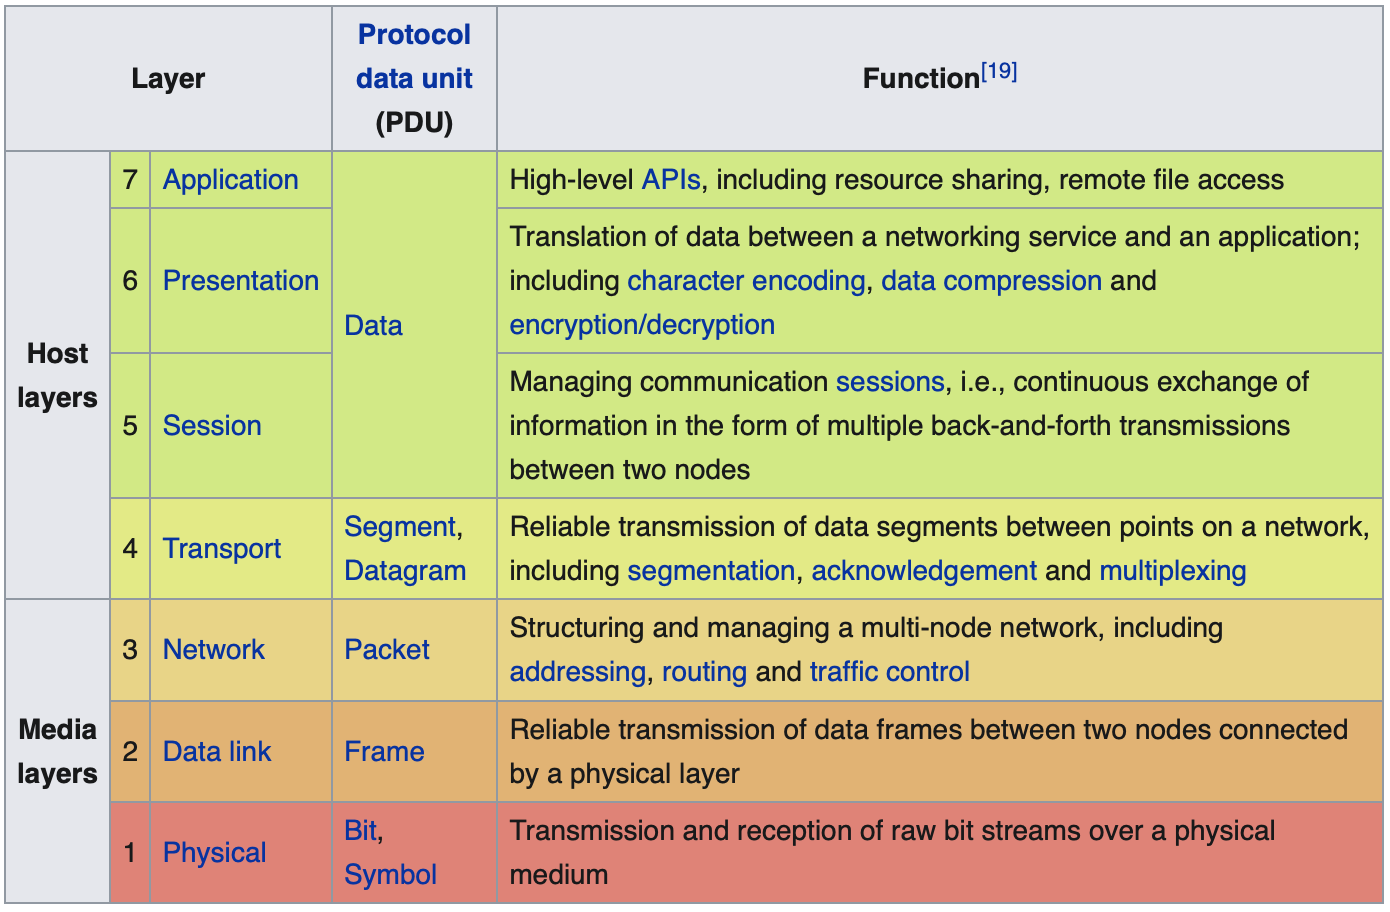 Layer
Protocol
data unit
(PDU)
Function[19]
Host
layers
7
Application
Data
High-level APIs, including resource sharing, remote file access
6
Presentation
Translation of data between a networking service and an application;
including character encoding, data compression and
encryption/decryption
5
Session
Managing communication sessions, i.e., continuous exchange of
information in the form of multiple back-and-forth transmissions
between two nodes
4
Transport
Segment,
Datagram
Reliable transmission of data segments between points on a network,
including segmentation, acknowledgement and multiplexing
Media
layers
3
Network
Packet
Structuring and managing a multi-node network, including
addressing, routing and traffic control
2
Data link
Frame
Reliable transmission of data frames between two nodes connected
by a physical layer
1
Physical
Bit,
Symbol
Transmission and reception of raw bit streams over a physical
medium